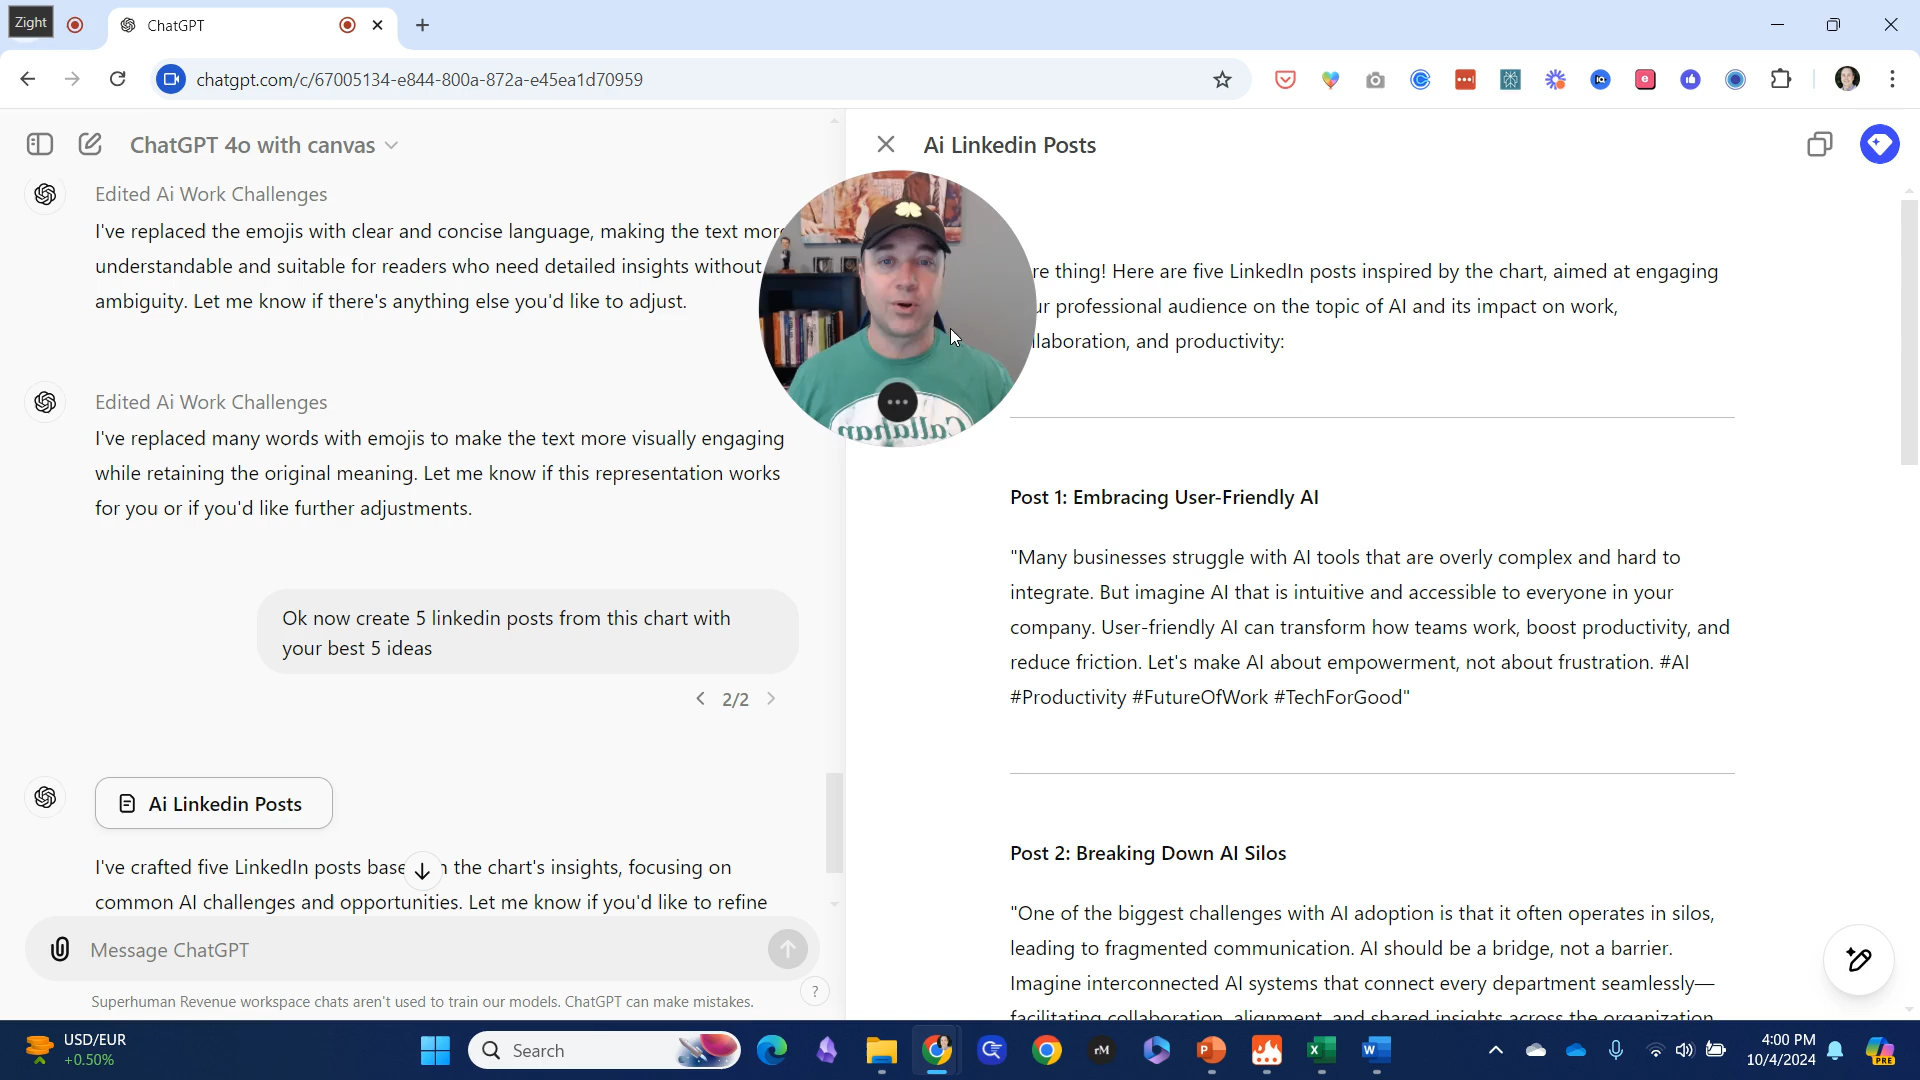 Zight
ChatGPT
chatgpt.com/c/67005134-e844-800a-872a-e45ea1d70959
ChatGPT 4o with canvas
Edited Ai Work Challenges
I've replaced the emojis with clear and concise language, making the text more
understandable and suitable for readers who need detailed insights without
ambiguity. Let me know if there's anything else you'd like to adjust.
Edited Ai Work Challenges
I've replaced many words with emojis to make the text more visually engaging
while retaining the original meaning. Let me know if this representation works
for you or if you'd like further adjustments.
Ok now create 5 linkedin posts from this chart with
your best 5 ideas
2/2
Ai Linkedin Posts
I've crafted five LinkedIn posts the chart's insights, focusing on
common AI challenges and opportunities. Let me know if you'd like to refine
Message ChatGPT
?
Superhuman Revenue workspace chats aren't used to train our models. ChatGPT can make mistakes.
Ai Linkedin Posts
thing! Here are five LinkedIn posts inspired by the chart, aimed at engaging
professional audience on the topic of AI and its impact on work,
and productivity:
Post 1: Embracing User-Friendly AI
"Many businesses struggle with AI tools that are overly complex and hard to
integrate. But imagine AI that is intuitive and accessible to everyone in your
company. User-friendly AI can transform how teams work, boost productivity, and
reduce friction. Let's make AI about empowerment, not about frustration. #AI
#Productivity #FutureOfWork #TechForGood"
Post 2: Breaking Down AI Silos
"One of the biggest challenges with AI adoption is that it often operates in silos,
leading to fragmented communication. AI should be a bridge, not a barrier.
Imagine interconnected AI systems that connect every department seamlessly—
facilitating collaboration, alignment, and shared insights across the organization
Callahan
USD/EUR
+0.50%
Search
rM
PRE
4:00 PM
10/4/2024